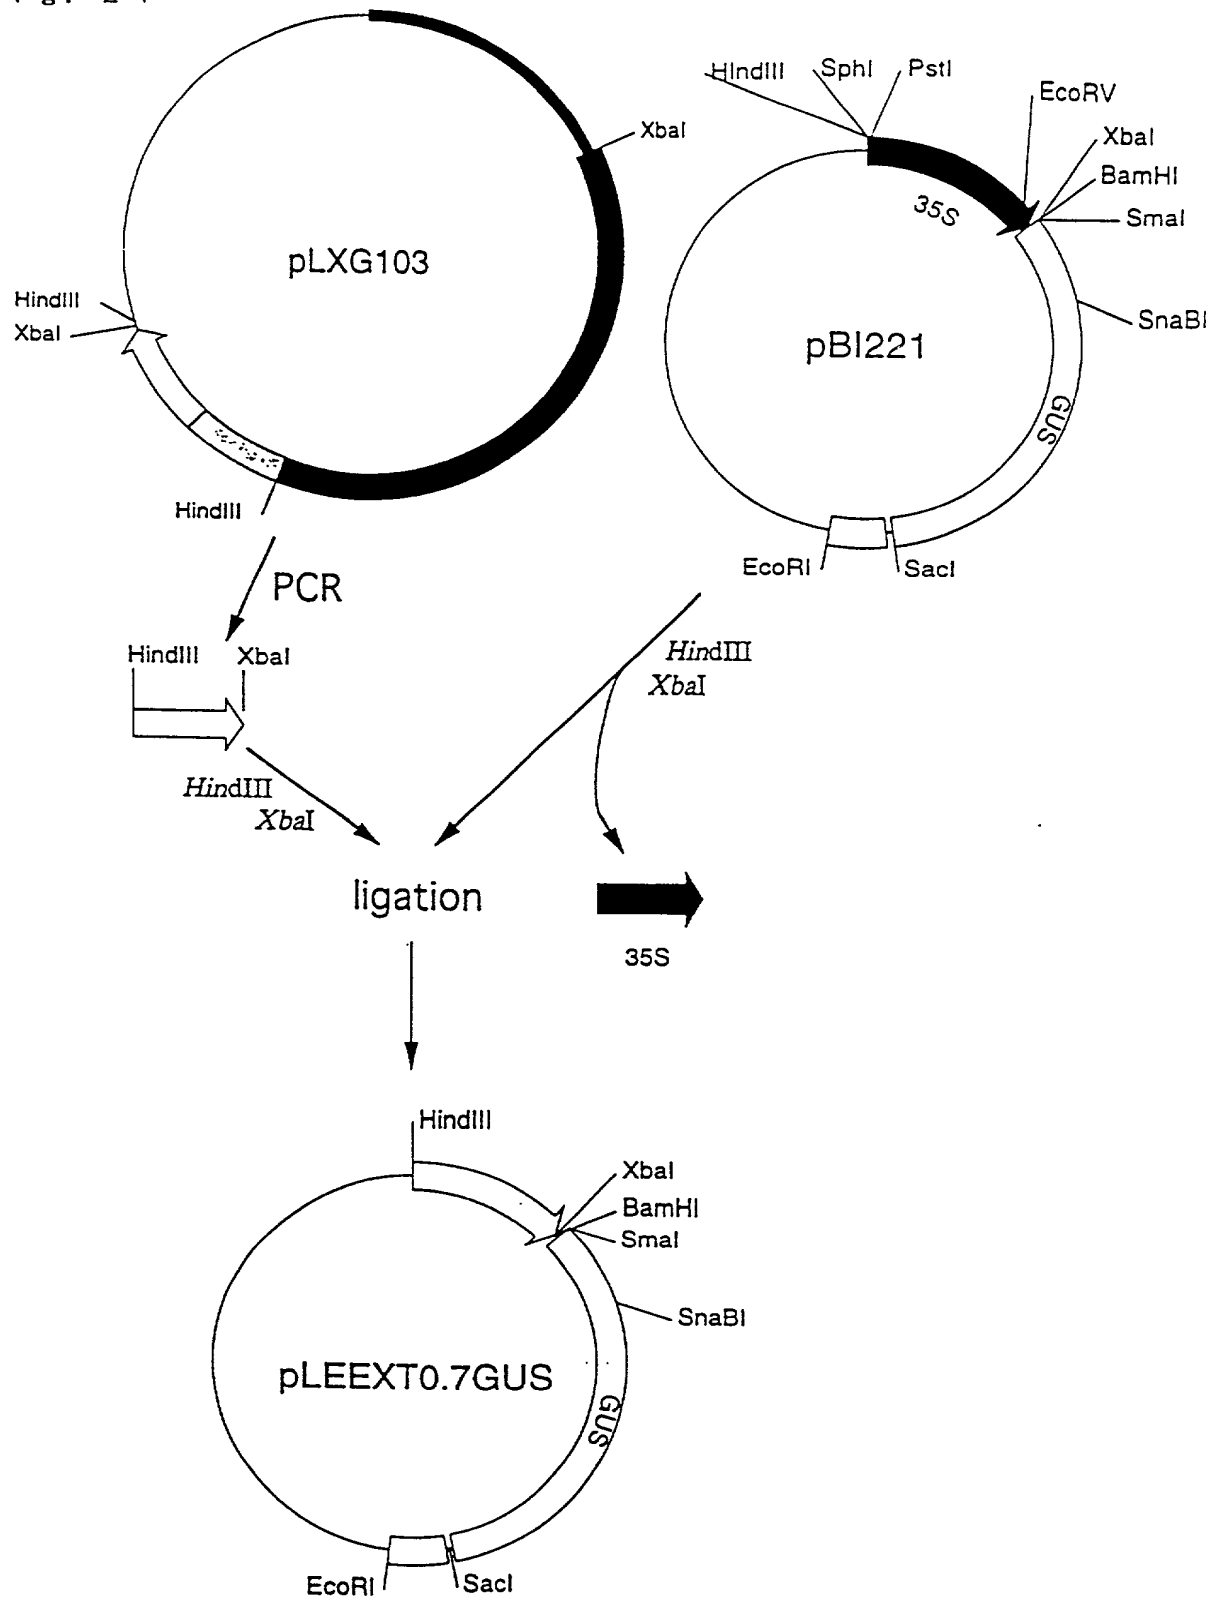 XbaI
pLXG103
HindIII
XbaI
HindIII
HindIII
SphI
PstI
EcoRV
XbaI
BamHI
SmaI
35S
pBI221
SnaBI
GUS
EcoRI
SacI
PCR
HindIII
XbaI
HindIII
XbaI
HindIII
XbaI
ligation
35S
HindIII
XbaI
BamHI
SmaI
SnaBI
pLEEXT0.7GUS
GUS
EcoRI
SacI